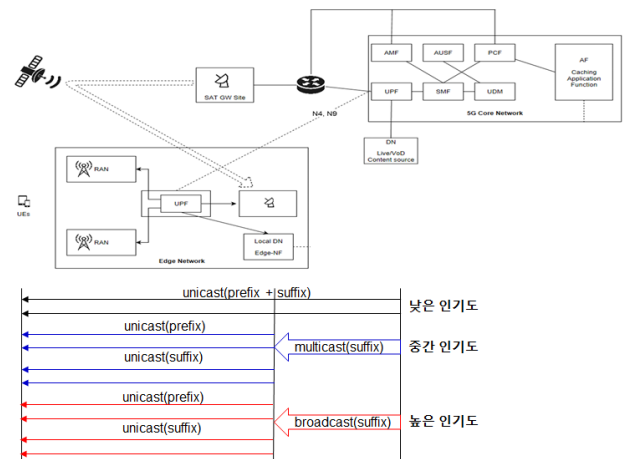 AMF
AUSF
PCF
AF
Caching
Application
Function
SAT GW Site
UPF
SMF
UDM
N4, N9
5G Core Network
DN
Live/VoD
Content source
RAN
UEs
UPF
RAN
Local DN
Edge-NF
Edge Network
unicast(prefix + suffix)
낮은 인기도
unicast(prefix)
multicast(suffix)
중간 인기도
unicast(suffix)
unicast(prefix)
broadcast(suffix)
높은 인기도
unicast(suffix)